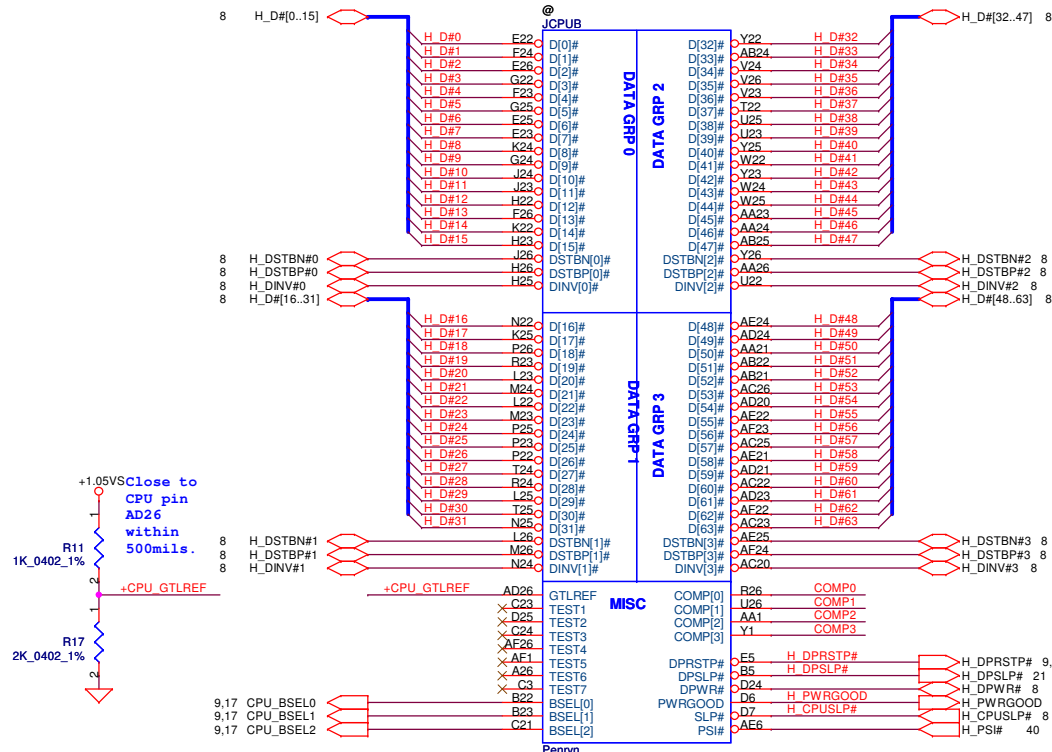 @
JCPUB
8 H_D#[0..15] H_D#[32..47] 8
H_D#0 E22 D[0]# D[32]# Y22 H_D#32
H_D#1 F24 D[1]# D[33]# AB24 H_D#33
H_D#2 E26 D[2]# D[34]# V24 H_D#34
H_D#3 G22 D[3]# D[35]# V26 H_D#35
H_D#4 F23 D[4]# D[36]# V23 H_D#36
H_D#5 G25 D[5]# D[37]# T22 H_D#37
H_D#6 E25 D[6]# D[38]# U25 H_D#38
H_D#7 E23 D[7]# D[39]# U23 H_D#39
H_D#8 K24 D[8]# D[40]# Y25 H_D#40
H_D#9 G24 D[9]# D[41]# W22 H_D#41
H_D#10 J24 D[10]# D[42]# Y23 H_D#42
H_D#11 J23 D[11]# D[43]# W24 H_D#43
H_D#12 H22 D[12]# D[44]# W25 H_D#44
H_D#13 F26 D[13]# D[45]# AA23 H_D#45
H_D#14 K22 D[14]# D[46]# AA24 H_D#46
H_D#15 H23 D[15]# D[47]# AB25 H_D#47
8 H_DSTBN#0 J26 DSTBN[0]# DSTBN[2]# Y26 H_DSTBN#2 8
8 H_DSTBP#0 H26 DSTBP[0]# DSTBP[2]# AA26 H_DSTBP#2 8
8 H_DINV#0 H25 DINV[0]# DINV[2]# U22 H_DINV#2 8
DATA GRP 0
DATA GRP 2
8 H_D#[16..31] H_D#[48..63] 8
H_D#16 N22 D[16]# D[48]# AE24 H_D#48
H_D#17 K25 D[17]# D[49]# AD24 H_D#49
H_D#18 P26 D[18]# D[50]# AA21 H_D#50
H_D#19 R23 D[19]# D[51]# AB22 H_D#51
H_D#20 L23 D[20]# D[52]# AB21 H_D#52
H_D#21 M24 D[21]# D[53]# AC26 H_D#53
H_D#22 L22 D[22]# D[54]# AD20 H_D#54
H_D#23 M23 D[23]# D[55]# AE22 H_D#55
H_D#24 P25 D[24]# D[56]# AF23 H_D#56
H_D#25 P23 D[25]# D[57]# AC25 H_D#57
H_D#26 P22 D[26]# D[58]# AE21 H_D#58
H_D#27 T24 D[27]# D[59]# AD21 H_D#59
H_D#28 R24 D[28]# D[60]# AC22 H_D#60
H_D#29 L25 D[29]# D[61]# AD23 H_D#61
H_D#30 T25 D[30]# D[62]# AF22 H_D#62
H_D#31 N25 D[31]# D[63]# AC23 H_D#63
8 H_DSTBN#1 L26 DSTBN[1]# DSTBN[3]# AE25 H_DSTBN#3 8
8 H_DSTBP#1 M26 DSTBP[1]# DSTBP[3]# AF24 H_DSTBP#3 8
8 H_DINV#1 N24 DINV[1]# DINV[3]# AC20 H_DINV#3 8
DATA GRP 1
DATA GRP 3
+1.05VS
Close to
CPU pin
AD26
within
500mils.
1
R11
1K_0402_1%
2
+CPU_GTLREF
1
R17
2K_0402_1%
2
MISC
+CPU_GTLREF AD26 GTLREF COMP[0] R26 COMP0
C23 TEST1 COMP[1] U26 COMP1
D25 TEST2 COMP[2] AA1 COMP2
C24 TEST3 COMP[3] Y1 COMP3
AF26 TEST4
AF1 TEST5 DPRSTP# E5 H_DPRSTP# H_DPRSTP# 9,
A26 TEST6 DPSLP# B5 H_DPSLP# H_DPSLP# 21
C3 TEST7 DPWR# D24 H_DPWR# 8
9,17 CPU_BSEL0 B22 BSEL[0] PWRGOOD D6 H_PWRGOOD H_PWRGOOD
9,17 CPU_BSEL1 B23 BSEL[1] SLP# D7 H_CPUSLP# H_CPUSLP# 8
9,17 CPU_BSEL2 C21 BSEL[2] PSI# AE6 H_PSI# 40
Penryn